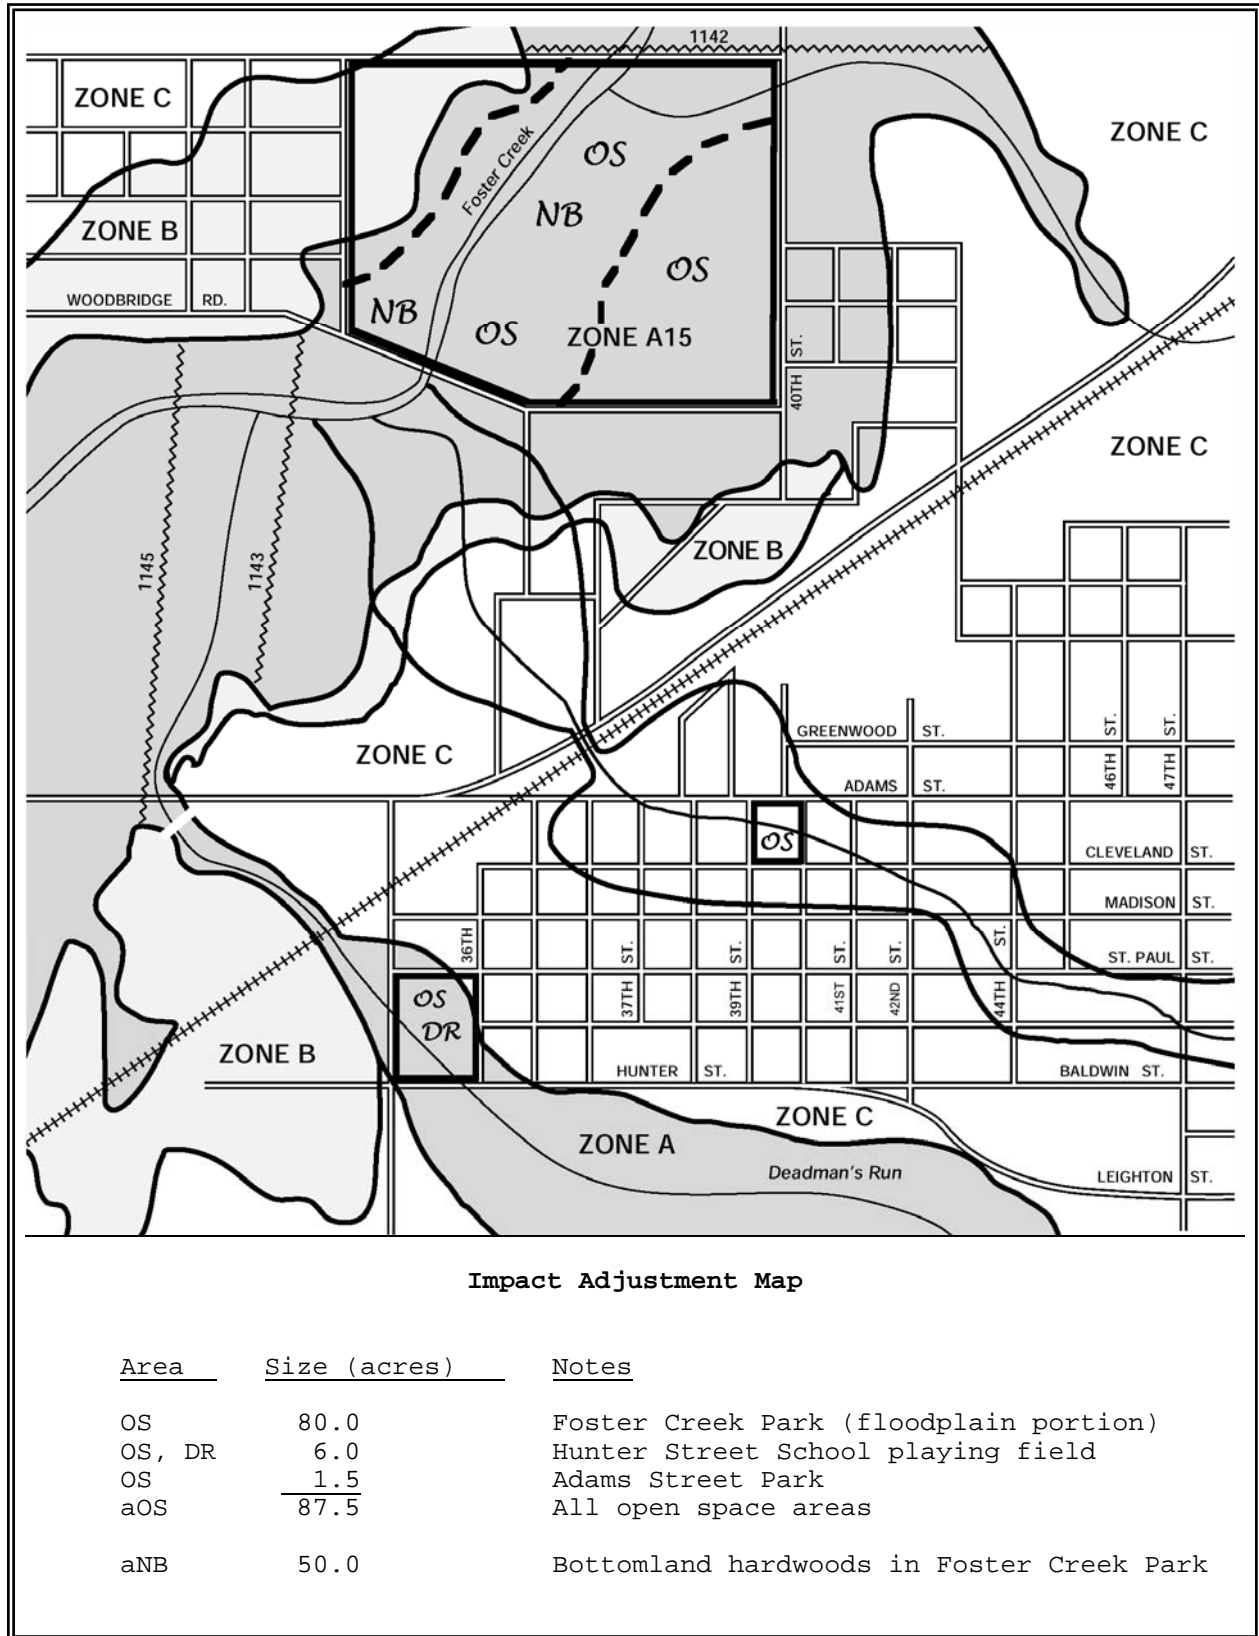 1142
ZONE C
ZONE C
OS
Foster Creek
NB
ZONE B
OS
WOODBRIDGE RD.
NB
OS
ZONE A15
40TH ST.
ZONE C
ZONE B
1145
1143
GREENWOOD ST.
46TH ST.
47TH ST.
ZONE C
ADAMS ST.
OS
CLEVELAND ST.
MADISON ST.
36TH
37TH ST.
39TH ST.
41ST ST.
42ND ST.
44TH ST.
ST. PAUL ST.
OS
DR
ZONE B
HUNTER ST.
BALDWIN ST.
ZONE C
ZONE A
Deadman's Run
LEIGHTON ST.
Impact Adjustment Map
Area Size (acres) Notes
OS 80.0 Foster Creek Park (floodplain portion)
OS, DR 6.0 Hunter Street School playing field
OS 1.5 Adams Street Park
aOS 87.5 All open space areas
aNB 50.0 Bottomland hardwoods in Foster Creek Park